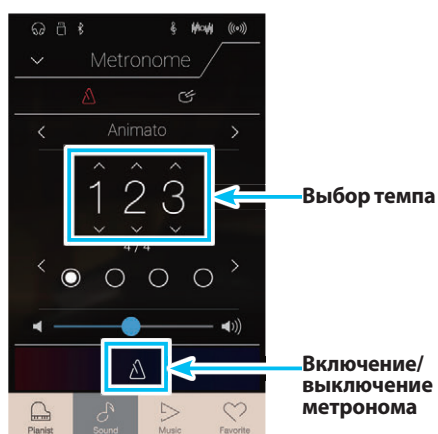 Metronome
Animato
1 2 3
Выбор темпа
4 / 4
Включение/
выключение
метронома
Pianist Sound Music Favorite